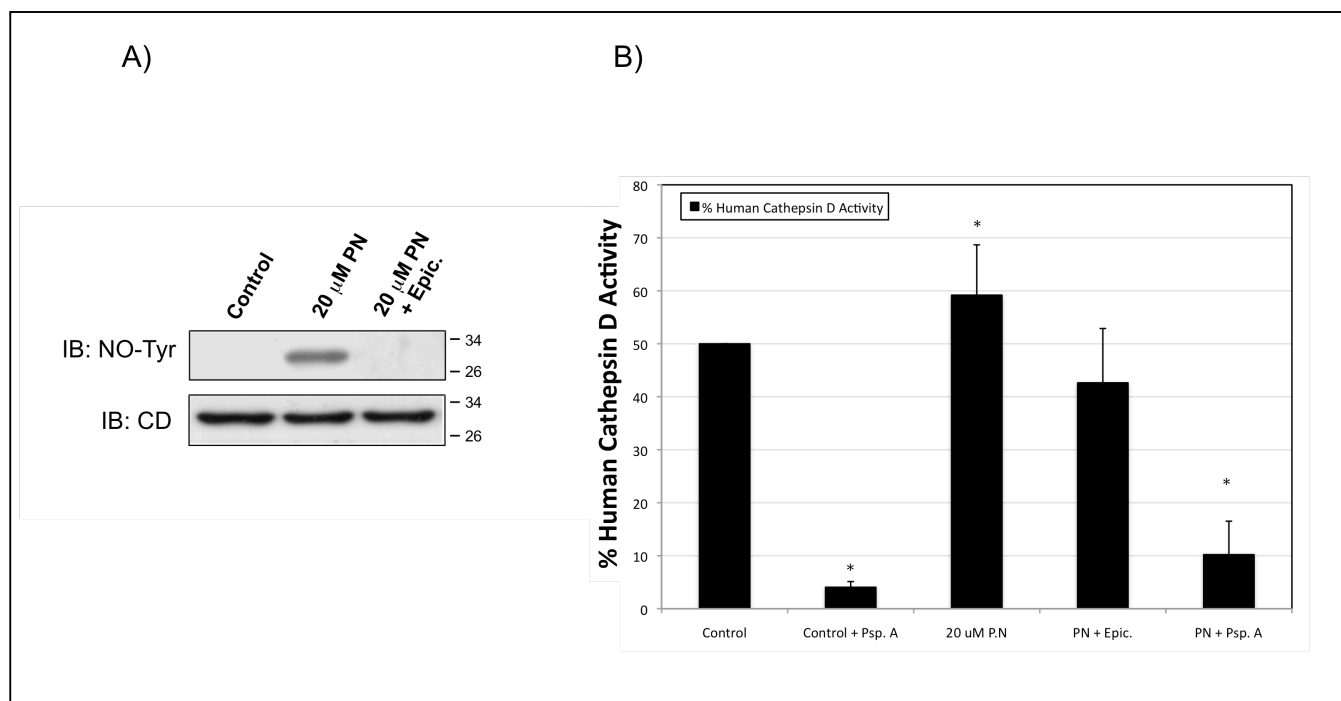 A)
B)
Control
20 μM PN
20 μM PN
+ Epic.
IB: NO-Tyr
34
26
IB: CD
34
26
% Human Cathepsin D Activity
% Human Cathepsin D Activity
80
70
60
50
40
30
20
10
0
*
*
*
Control
Control + Psp. A
20 uM P.N
PN + Epic.
PN + Psp. A